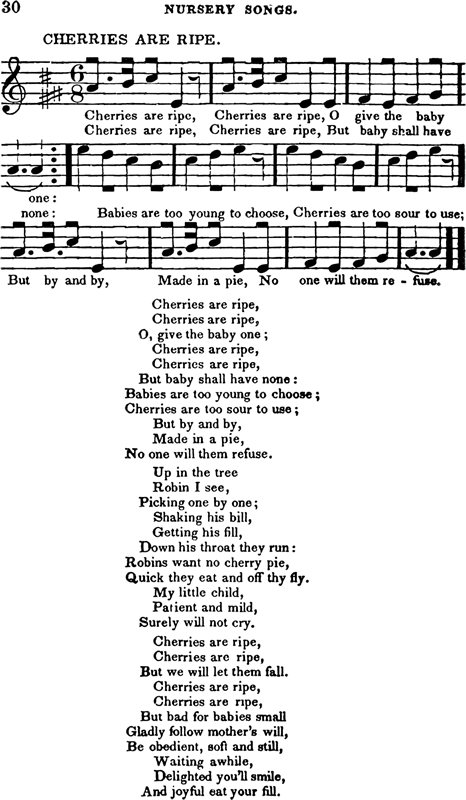 30 NURSERY SONGS.
CHERRIES ARE RIPE.
6
8
Cherries are ripe, Cherries are ripe, O give the baby
Cherries are ripe, Cherries are ripe, But baby shall have
one:
none: Babies are too young to choose, Cherries are too sour to use;
But by and by, Made in a pie, No one will them re - fuse.
Cherries are ripe,
Cherries are ripe,
O, give the baby one;
Cherries are ripe,
Cherries are ripe,
But baby shall have none:
Babies are too young to choose;
Cherries are too sour to use;
But by and by,
Made in a pie,
No one will them refuse.
Up in the tree
Robin I see,
Picking one by one;
Shaking his bill,
Getting his fill,
Down his throat they run:
Robins want no cherry pie,
Quick they eat and off thy fly.
My little child,
Patient and mild,
Surely will not cry.
Cherries are ripe,
Cherries are ripe,
But we will let them fall.
Cherries are ripe,
Cherries are ripe,
But bad for babies small
Gladly follow mother's will,
Be obedient, soft and still,
Waiting awhile,
Delighted you'll smile,
And joyful eat your fill.